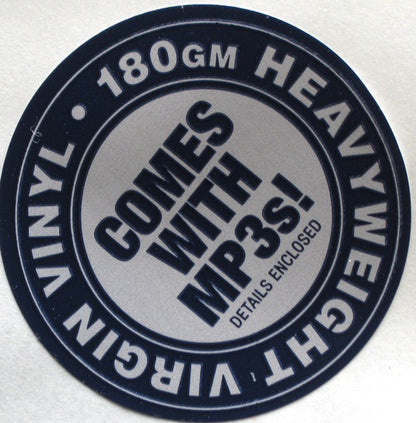 180GM HEAVYWEIGHT VIRGIN VINYL •
COMES
WITH
MP3s!
DETAILS ENCLOSED